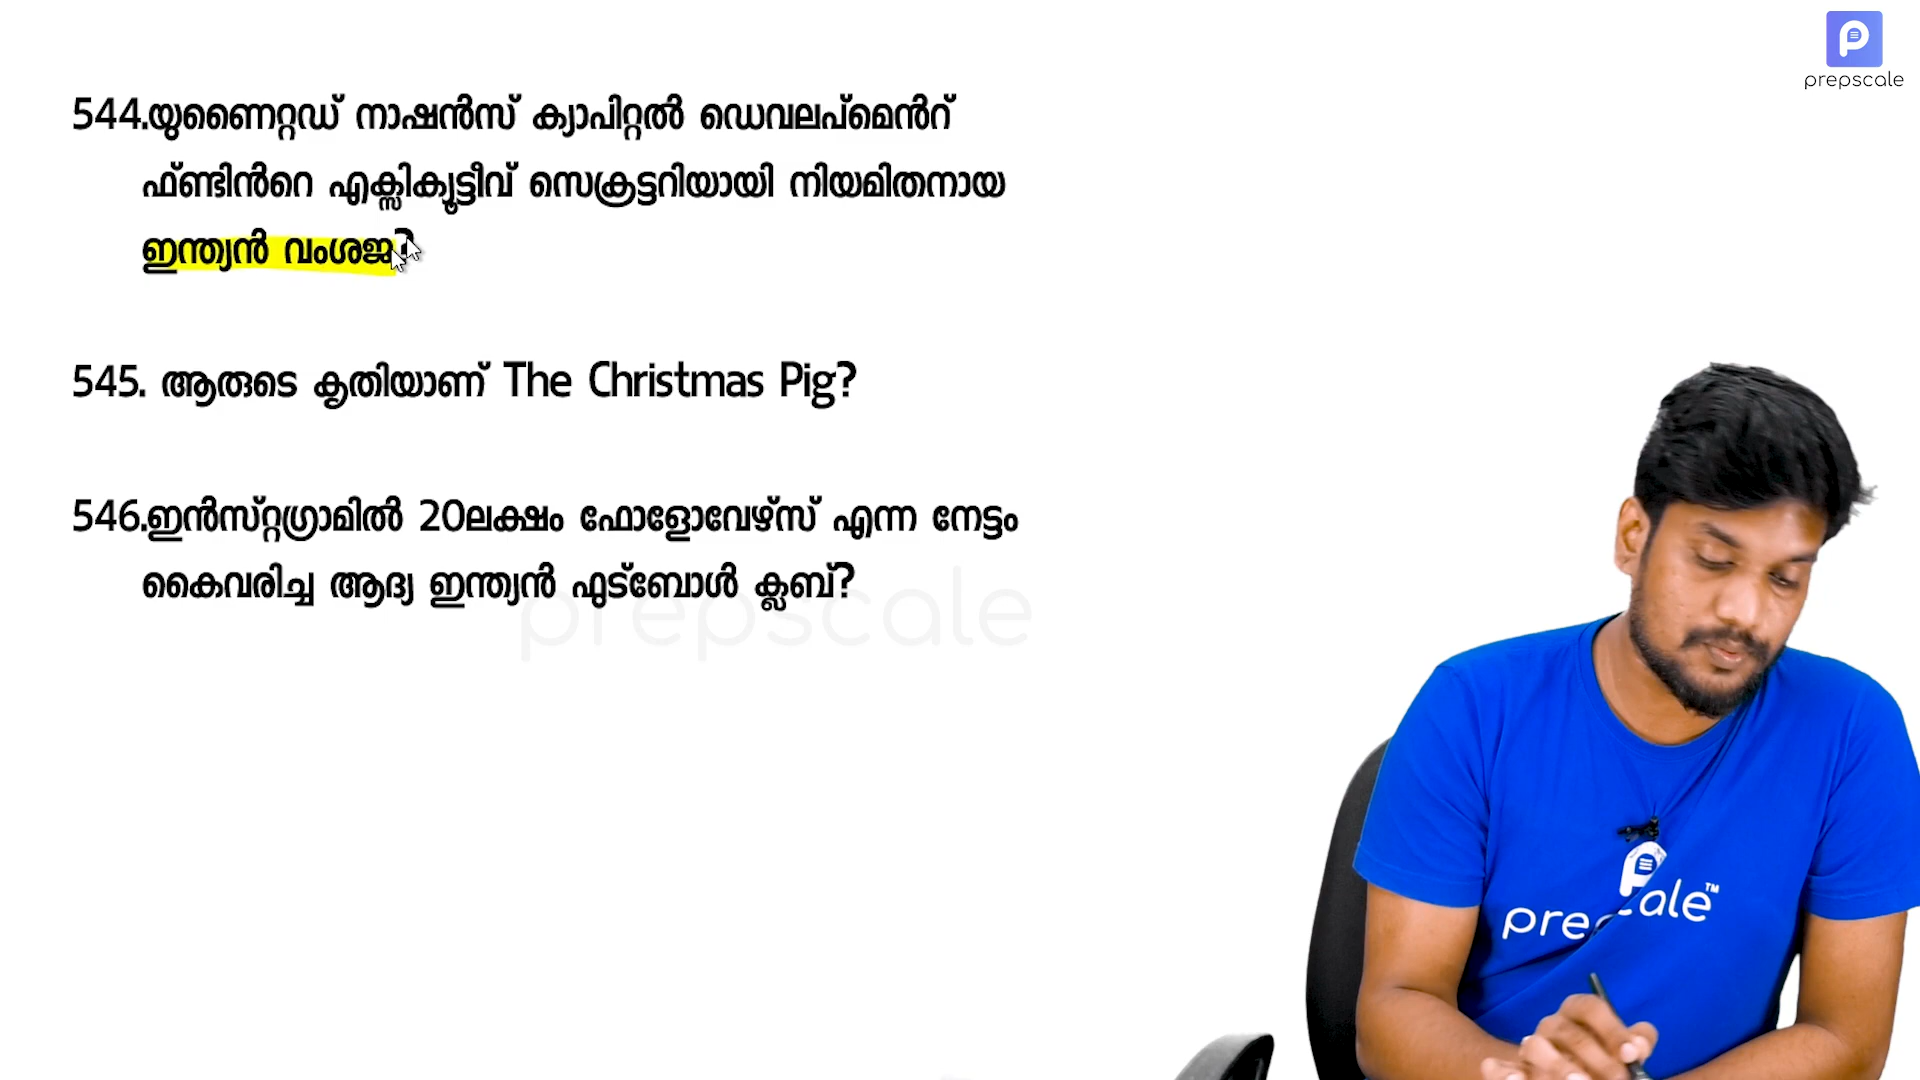 prepscale
544.യുണൈറ്റഡ് നാഷൻസ് ക്യാപിറ്റൽ ഡെവലപ്മെൻറ്
ഫ്ണ്ടിൻറെ എക്സിക്യൂട്ടീവ് സെക്രട്ടറിയായി നിയമിതനായ
ഇന്ത്യൻ വംശജ?
545. ആരുടെ കൃതിയാണ് The Christmas Pig?
546.ഇൻസ്റ്റഗ്രാമിൽ 20ലക്ഷം ഫോളോവേഴ്സ് എന്ന നേട്ടം
കൈവരിച്ച ആദ്യ ഇന്ത്യൻ ഫുട്ബോൾ ക്ലബ്?
prepscale